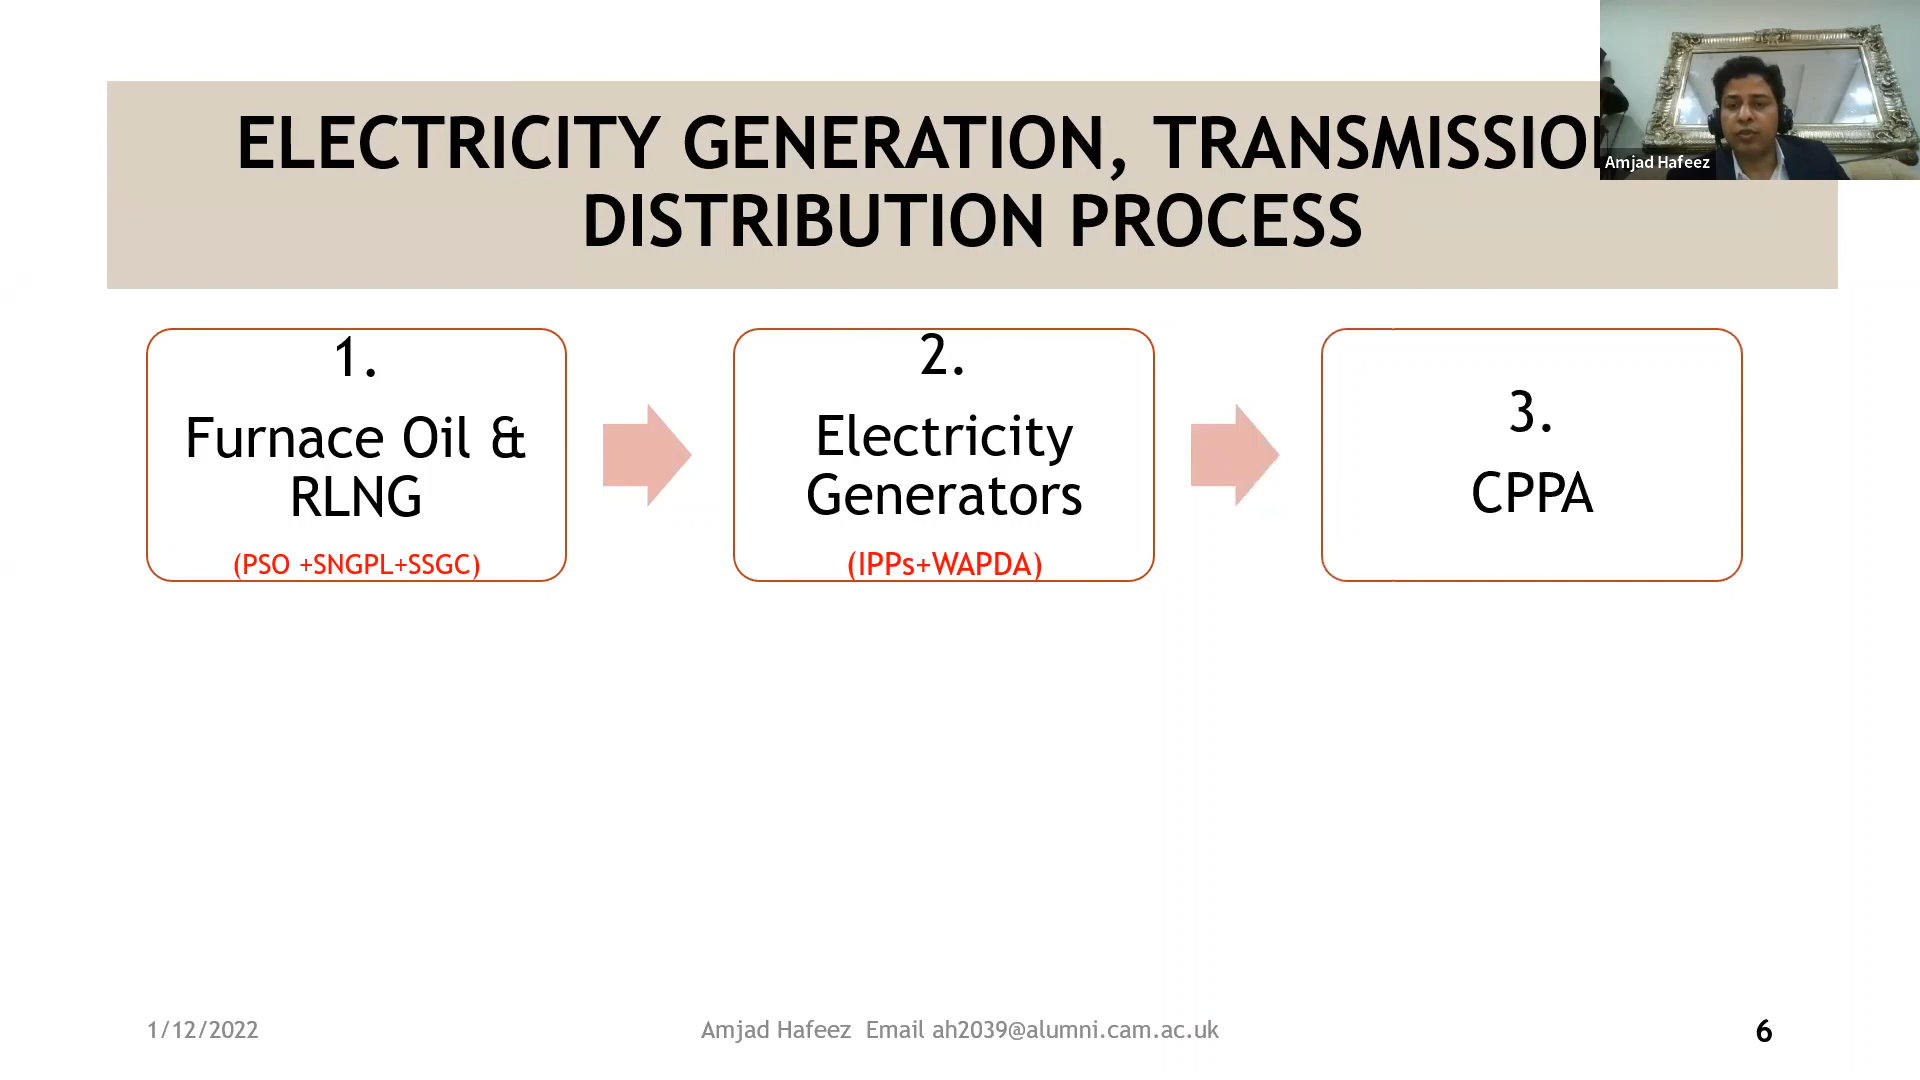 ELECTRICITY GENERATION, TRANSMISSIO
DISTRIBUTION PROCESS
Amjad Hafeez
1.
Furnace Oil &
RLNG
(PSO +SNGPL+SSGC)
2.
Electricity
Generators
(IPPs+WAPDA)
3.
CPPA
1/12/2022
Amjad Hafeez Email ah2039@alumni.cam.ac.uk
6